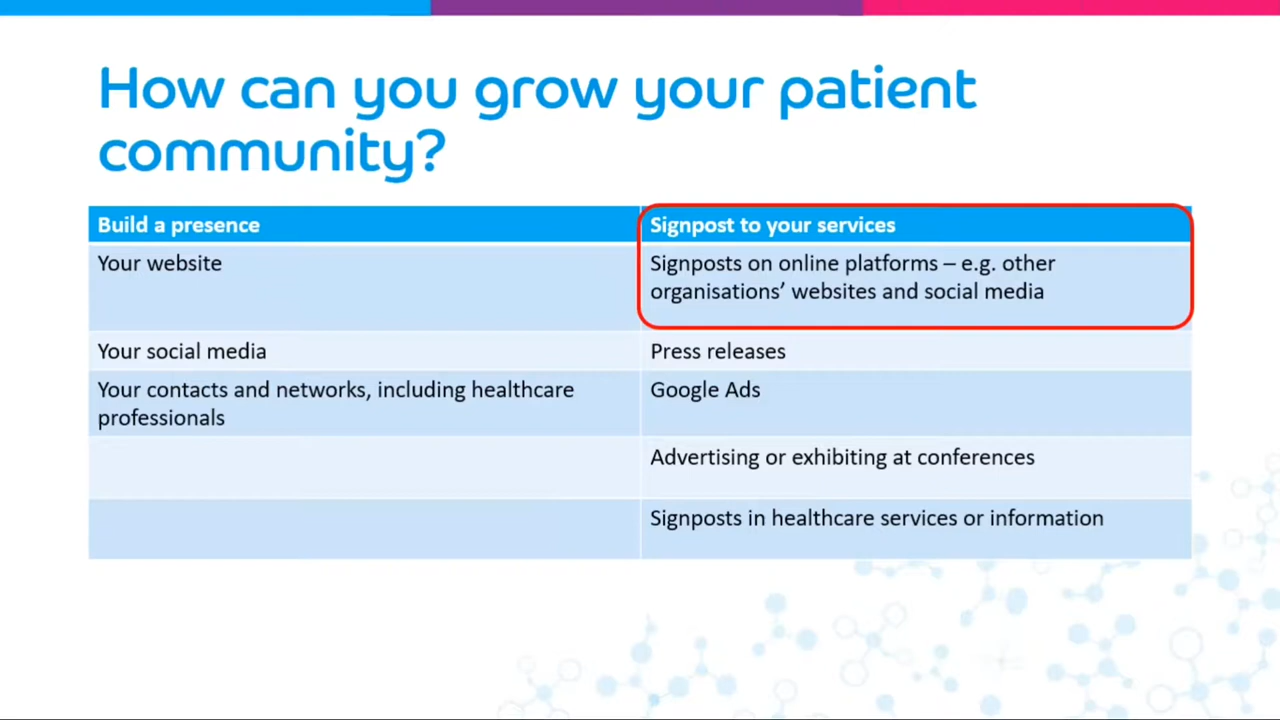 How can you grow your patient
community?
Build a presence
Signpost to your services
Your website
Signposts on online platforms – e.g. other
organisations’ websites and social media
Your social media
Press releases
Your contacts and networks, including healthcare
professionals
Google Ads
Advertising or exhibiting at conferences
Signposts in healthcare services or information